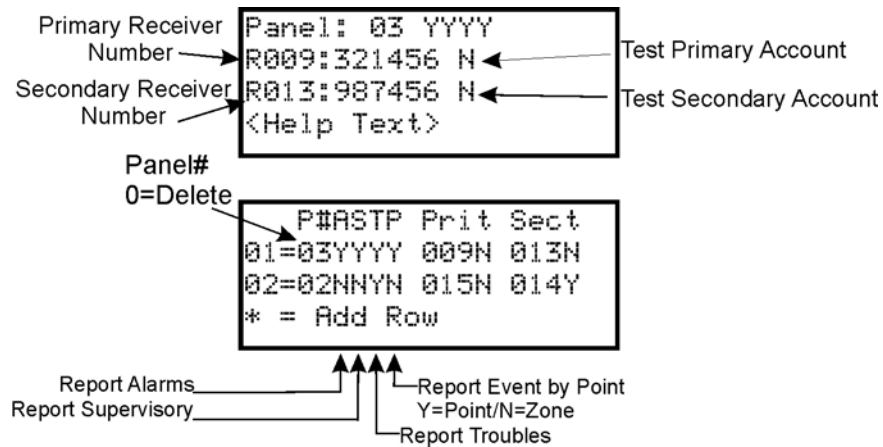 Primary Receiver
Number
Secondary Receiver
Number
Panel: 03 YYYY
R009:321456 N
R013:987456 N
<Help Text>
Test Primary Account
Test Secondary Account
Panel#
0=Delete
P#ASTP Prit Sect
01=03YYYY 009N 013N
02=02NNYN 015N 014Y
* = Add Row
Report Alarms
Report Supervisory
Report Event by Point
Y=Point/N=Zone
Report Troubles